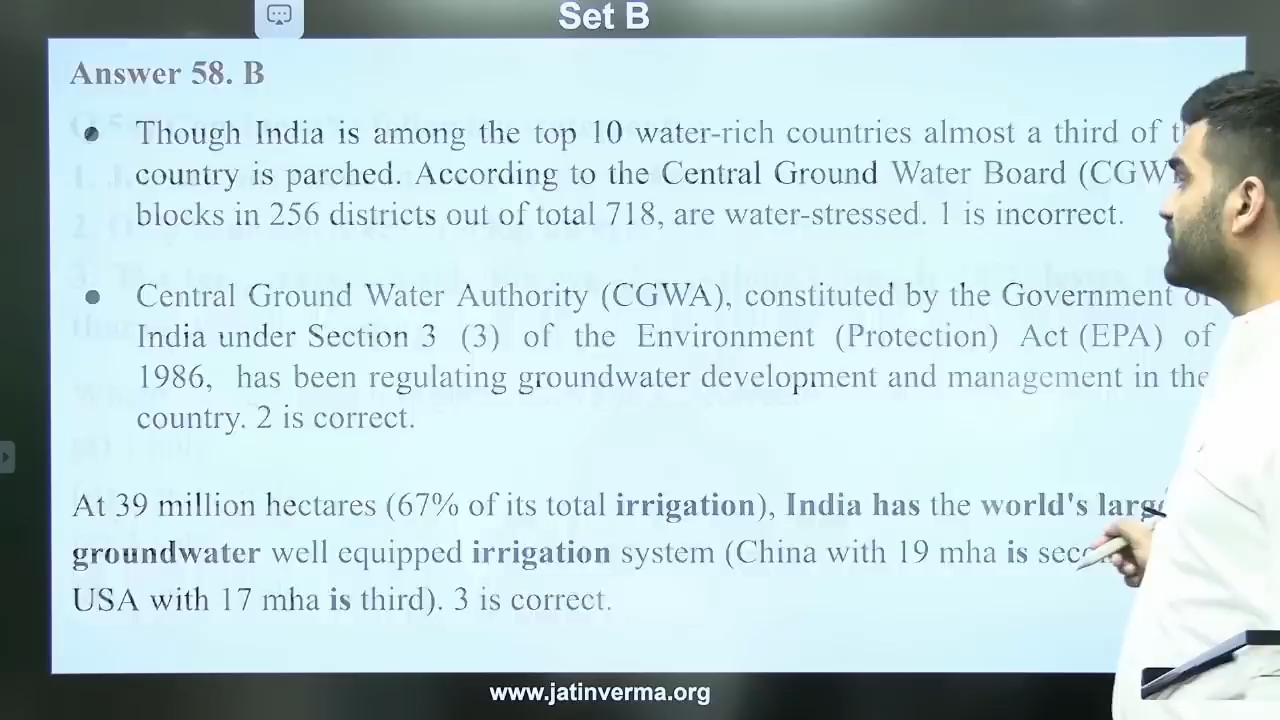 Set B
Answer 58. B
Though India is among the top 10 water-rich countries almost a third of
country is parched. According to the Central Ground Water Board
blocks in 256 districts out of total 718, are water-stressed. 1 is incorrect.
Central Ground Water Authority (CGWA), constituted by the Government of
India under Section 3 (3) of the Environment (Protection) Act (EPA) of
1986, has been regulating groundwater development and management in the
country. 2 is correct.
At 39 million hectares (67% of its total irrigation), India has the world's
groundwater well equipped irrigation system (China with 19 mha is
USA with 17 mha is third). 3 is correct.
www.jatinverma.org